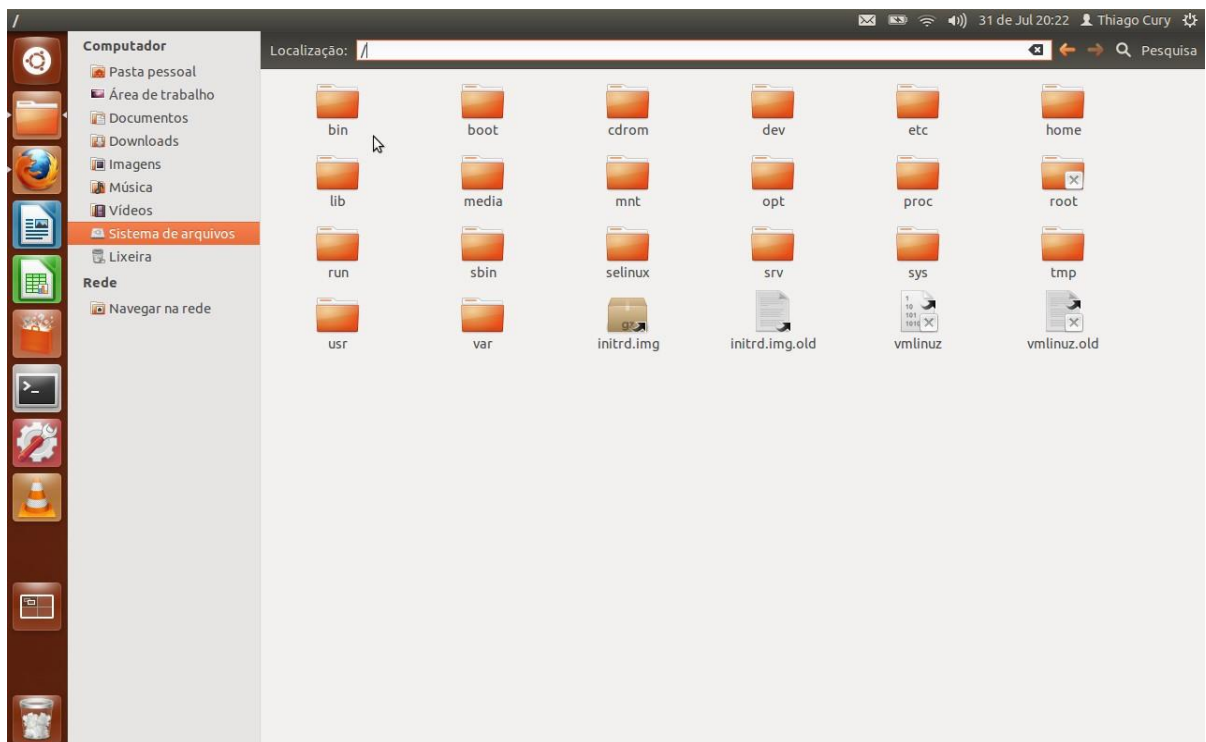 /
31 de Jul 20:22 Thiago Cury
Computador
Pasta pessoal
Área de trabalho
Documentos
Downloads
Imagens
Música
Vídeos
Sistema de arquivos
Lixeira
Rede
Navegar na rede
Localização: /
Pesquisa
bin boot cdrom dev etc home
lib media mnt opt proc root
run sbin selinux srv sys tmp
usr var initrd.img initrd.img.old vmlinuz vmlinuz.old